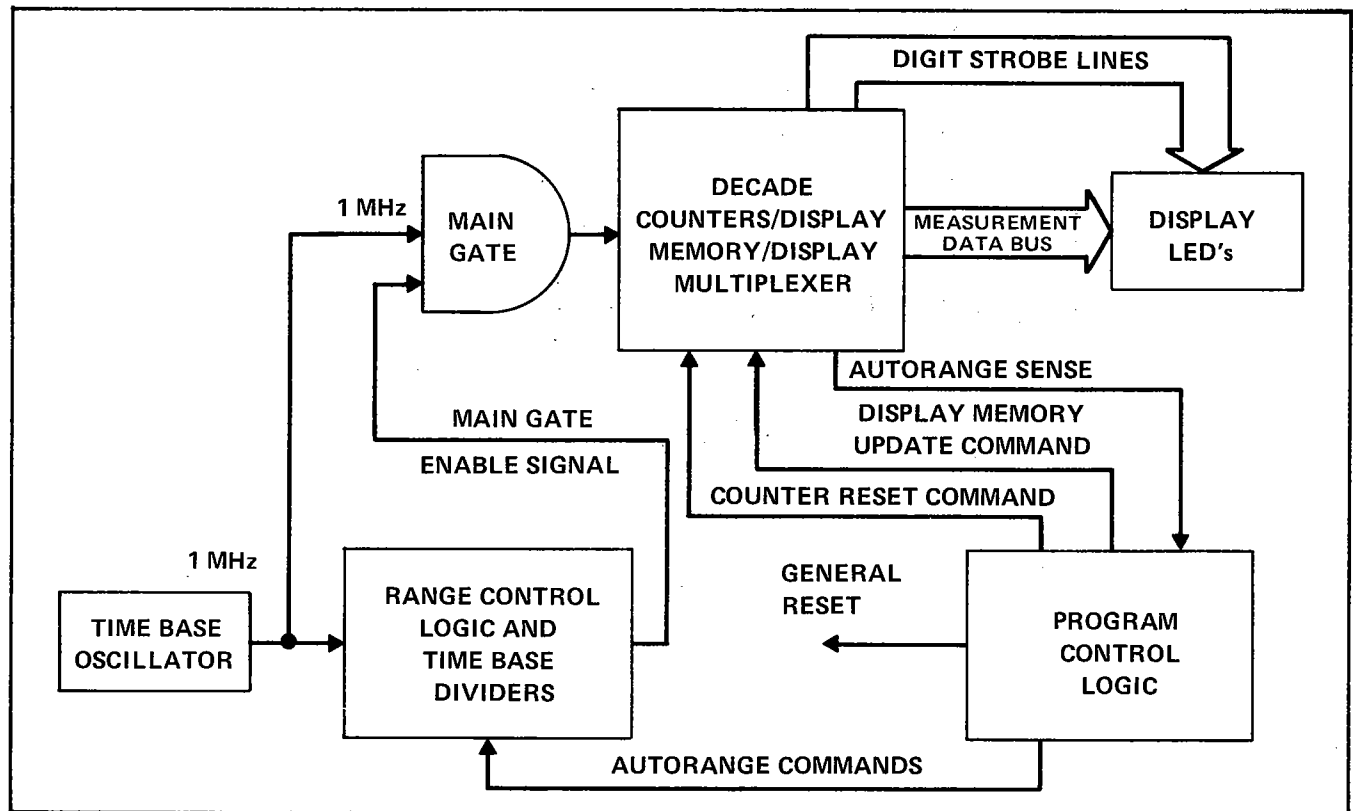 DIGIT STROBE LINES
1 MHz
MAIN
GATE
DECADE
COUNTERS/DISPLAY
MEMORY/DISPLAY
MULTIPLEXER
MEASUREMENT
DATA BUS
DISPLAY
LED's
AUTORANGE SENSE
MAIN GATE
ENABLE SIGNAL
DISPLAY MEMORY
UPDATE COMMAND
COUNTER RESET COMMAND
1 MHz
TIME BASE
OSCILLATOR
RANGE CONTROL
LOGIC AND
TIME BASE
DIVIDERS
GENERAL
RESET
PROGRAM
CONTROL
LOGIC
AUTORANGE COMMANDS